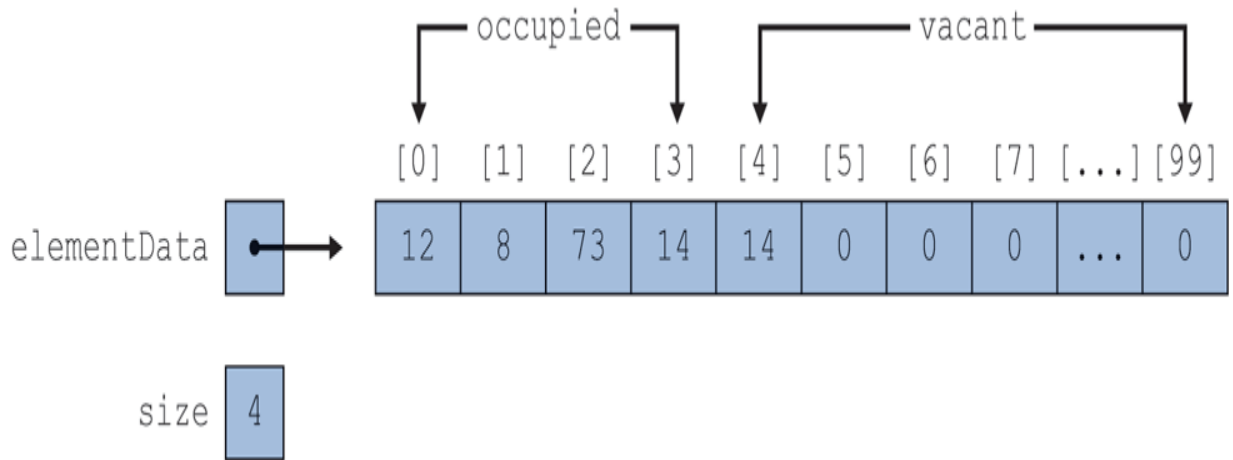 occupied vacant
[0] [1] [2] [3] [4] [5] [6] [7] [...] [99]
elementData 12 8 73 14 14 0 0 0 ... 0
size 4